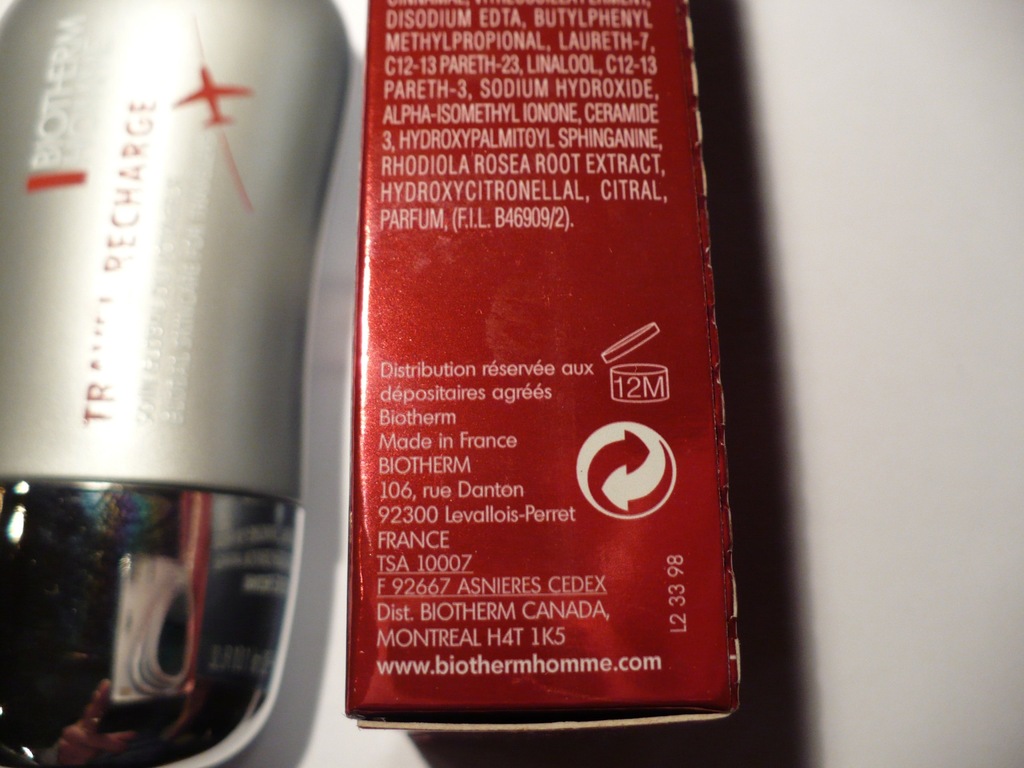 BIOTHERM
TRAVEL RECHARGE
DISODIUM EDTA, BUTYLPHENYL
METHYLPROPIONAL, LAURETH-7,
C12-13 PARETH-23, LINALOOL, C12-13
PARETH-3, SODIUM HYDROXIDE,
ALPHA-ISOMETHYL IONONE, CERAMIDE
3, HYDROXYPALMITOYL SPHINGANINE,
RHODIOLA ROSEA ROOT EXTRACT,
HYDROXYCITRONELLAL, CITRAL,
PARFUM, (F.I.L. B46909/2).
Distribution réservée aux
dépositaires agréés
Biotherm
Made in France
BIOTHERM
106, rue Danton
92300 Levallois-Perret
FRANCE
TSA 10007
F 92667 ASNIERES CEDEX
Dist. BIOTHERM CANADA,
MONTREAL H4T 1K5
www.biothermhomme.com
12M
L2 33 98